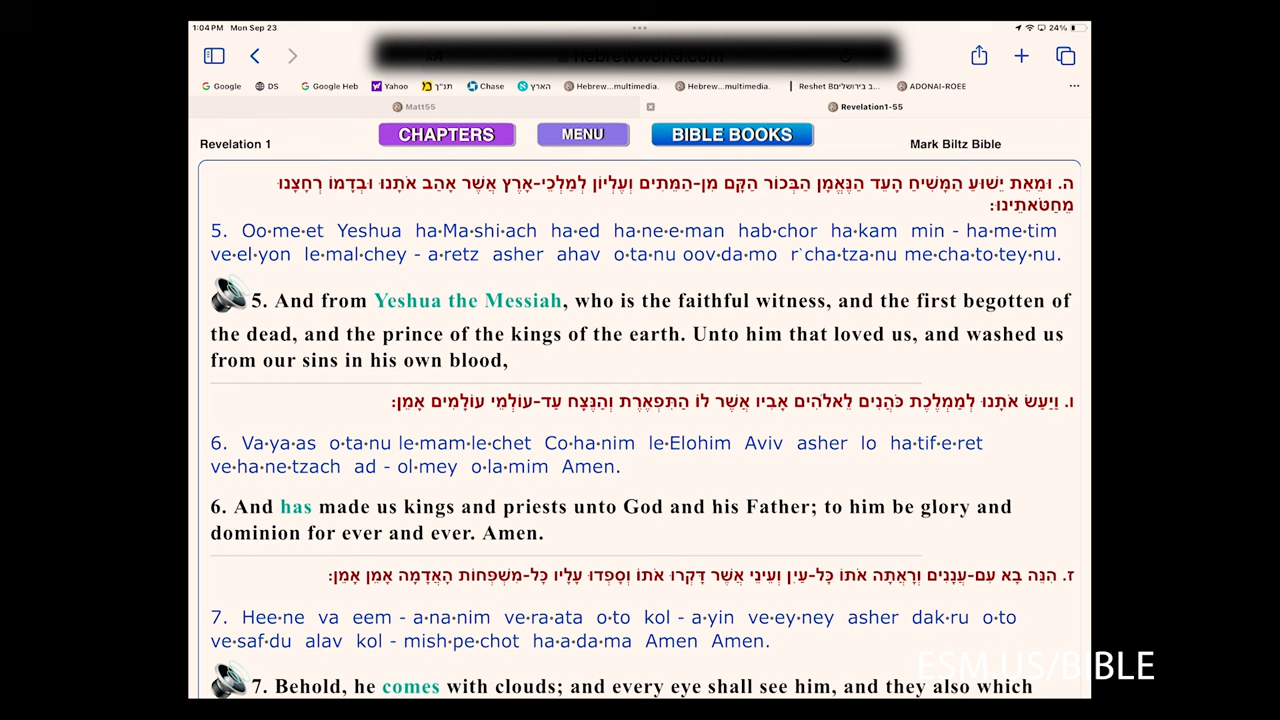 1:04 PM Mon Sep 23
24%
AA hebrewworld.com
Google DS Google Heb Yahoo תנ"ך Chase הארץ Hebrew...multimedia. Hebrew...multimedia. Reshet B ב בירושלים... ADONAI-ROEE
Matt55 Revelation1-55
Revelation 1 CHAPTERS MENU BIBLE BOOKS Mark Biltz Bible
ה. וּמֵאֵת יֵשׁוּעַ הַמָּשִׁיחַ הָעֵד הַנֶּאֱמָן הַבְּכוֹר הַקָּם מִן-הַמֵּתִים וְעֶלְיוֹן לְמַלְכֵי-אָרֶץ אֲשֶׁר אָהַב אֹתָנוּ וּבְדָמוֹ רְחָצָנוּ
מֵחַטֹּאתֵינוּ:
5. Oo•me•et Yeshua ha•Ma•shi•ach ha•ed ha•ne•e•man hab•chor ha•kam min - ha•me•tim
ve•el•yon le•mal•chey - a•retz asher ahav o•ta•nu oov•da•mo r`cha•tza•nu me•cha•to•tey•nu.
5. And from Yeshua the Messiah, who is the faithful witness, and the first begotten of
the dead, and the prince of the kings of the earth. Unto him that loved us, and washed us
from our sins in his own blood,
ו. וַיַּעַשׂ אֹתָנוּ לְמַמְלֶכֶת כֹּהֲנִים לֵאלֹהִים אָבִיו אֲשֶׁר לוֹ הַתִּפְאֶרֶת וְהַנֶּצַח עַד-עוֹלְמֵי עוֹלָמִים אָמֵן:
6. Va•ya•as o•ta•nu le•mam•le•chet Co•ha•nim le•Elohim Aviv asher lo ha•tif•e•ret
ve•ha•ne•tzach ad - ol•mey o•la•mim Amen.
6. And has made us kings and priests unto God and his Father; to him be glory and
dominion for ever and ever. Amen.
ז. הִנֵּה בָא עִם-עֲנָנִים וְרָאֲתָה אֹתוֹ כָּל-עַיִן וְעֵינֵי אֲשֶׁר דָּקְרוּ אֹתוֹ וְסָפְדוּ עָלָיו כָּל-מִשְׁפְּחוֹת הָאֲדָמָה אָמֵן אָמֵן:
7. Hee•ne va eem - a•na•nim ve•ra•ata o•to kol - a•yin ve•ey•ney asher dak•ru o•to
ve•saf•du alav kol - mish•pe•chot ha•a•da•ma Amen Amen.
7. Behold, he comes with clouds; and every eye shall see him, and they also which
ESM.US/BIBLE